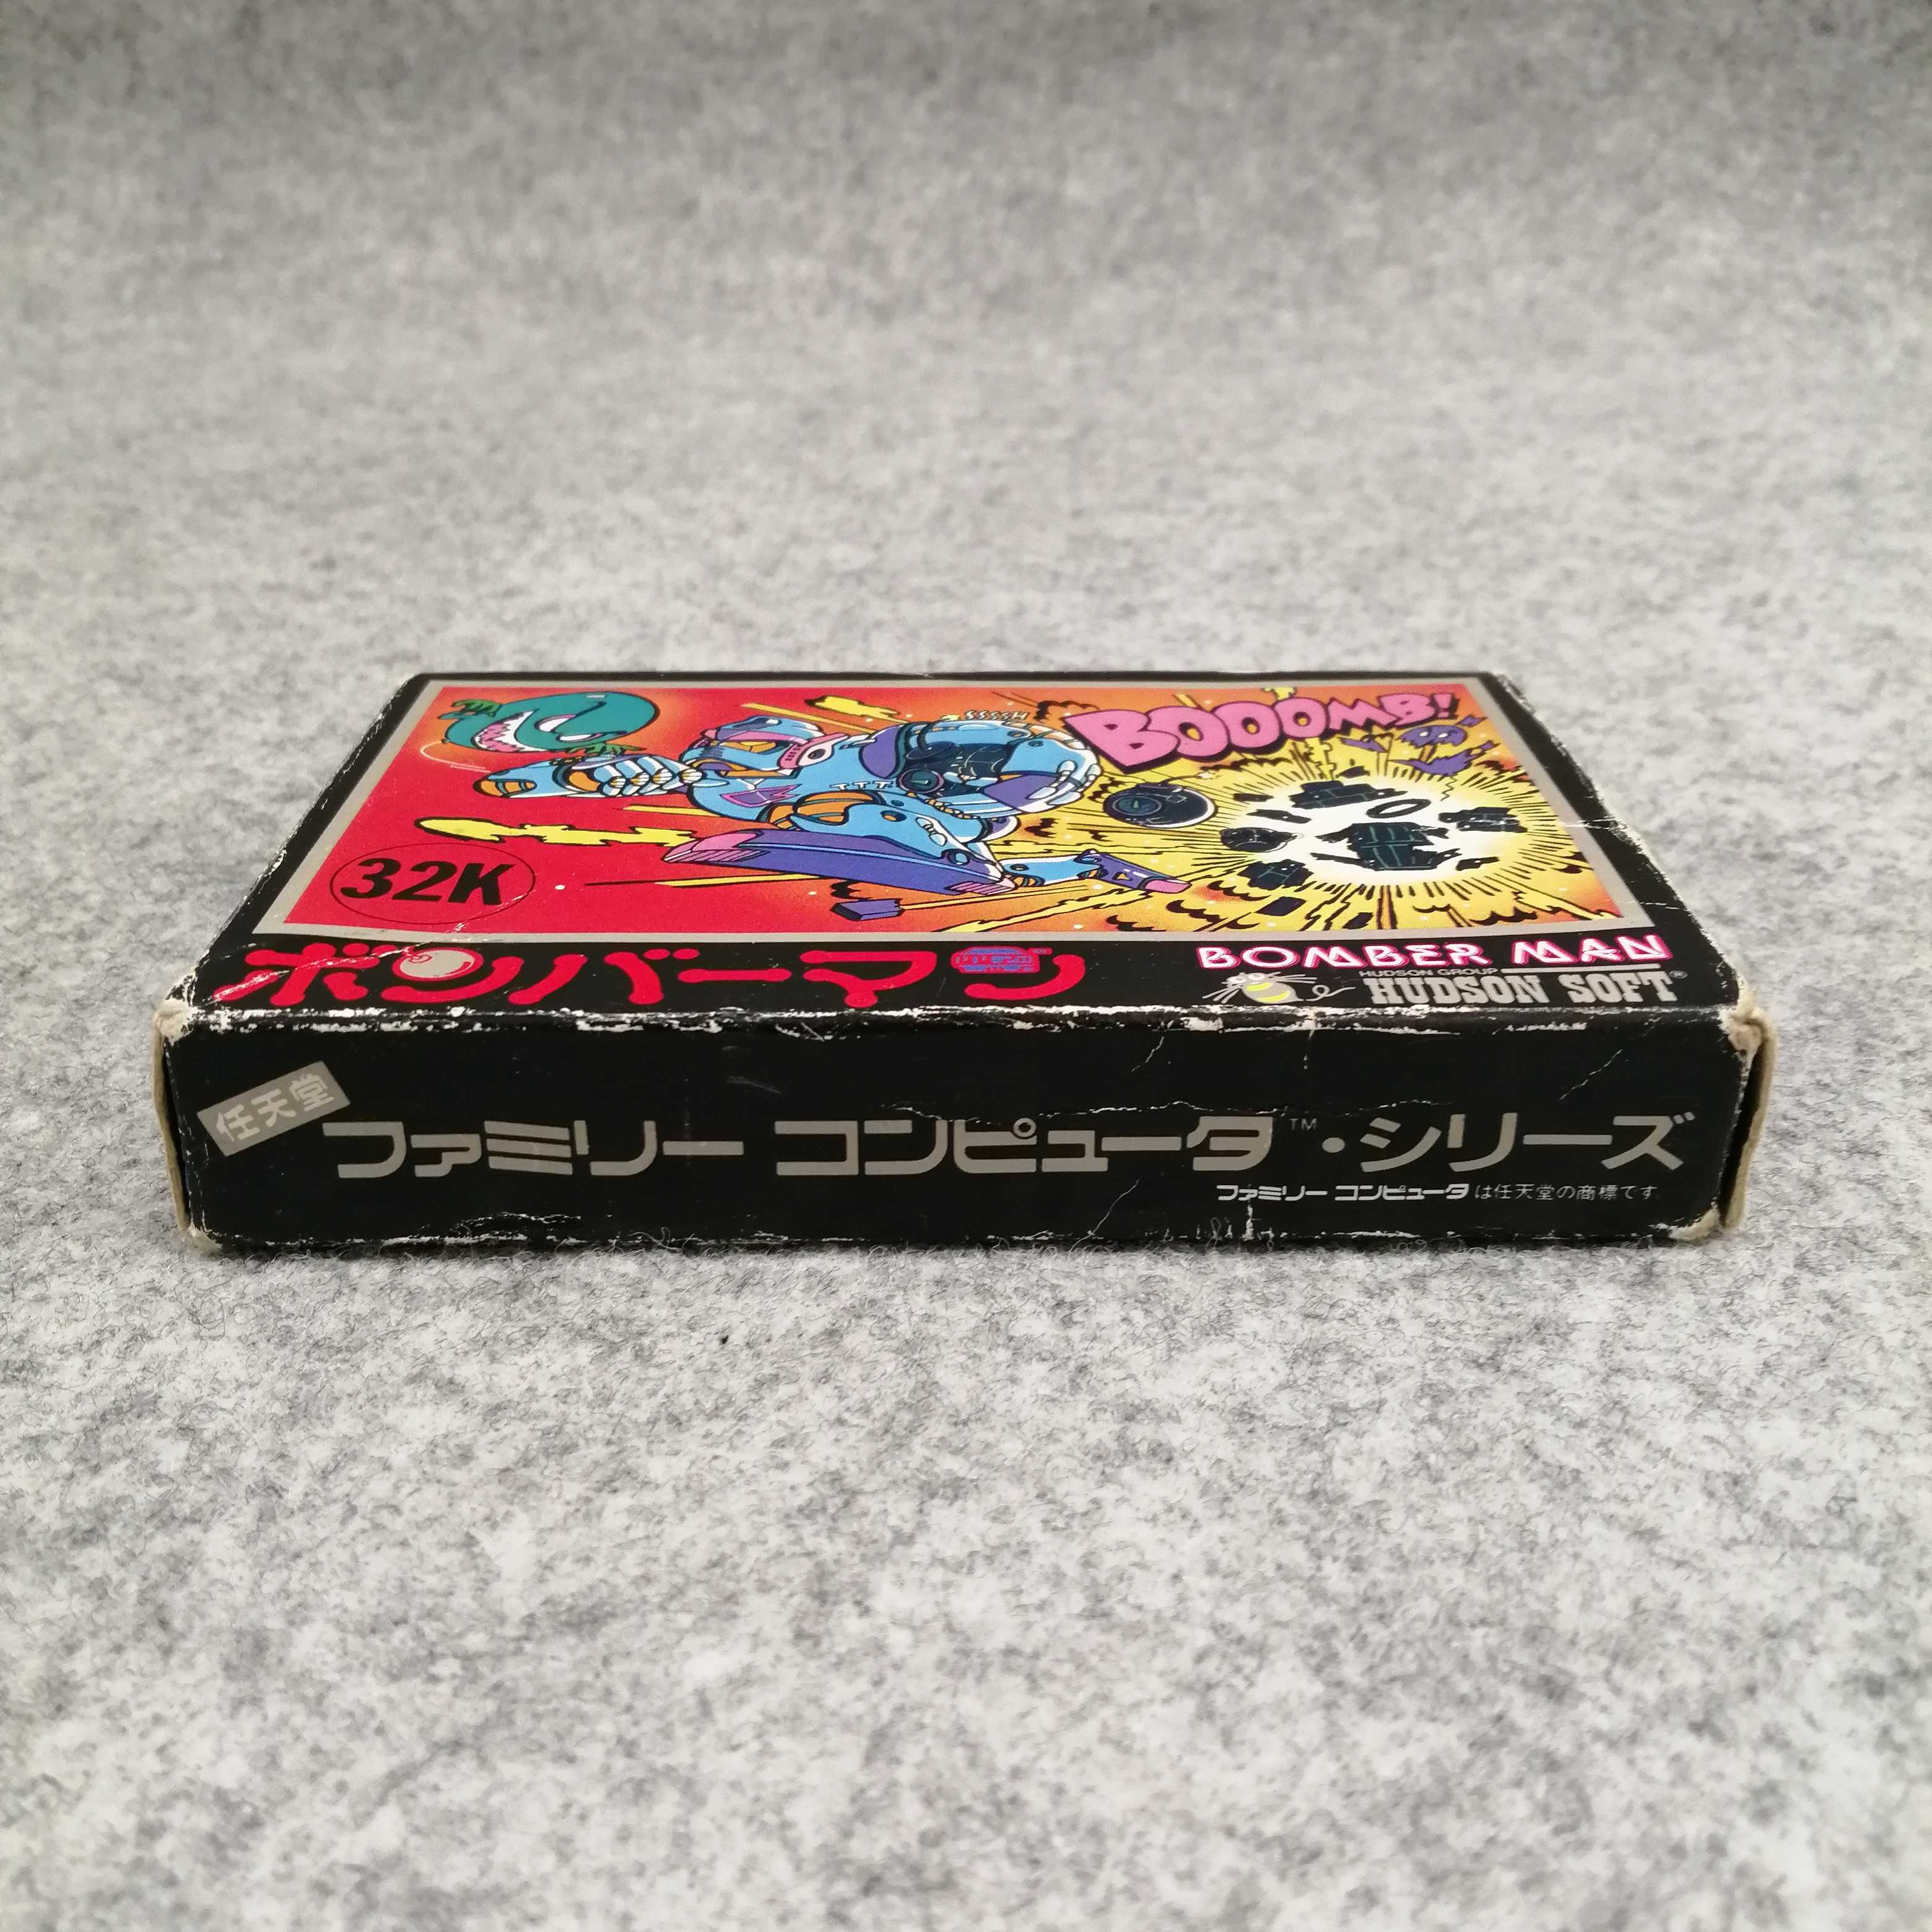 BOOOMB!
SSSSH
TTT
32K
ボンバーマン
BOMBER MAN
HUDSON GROUP
HUDSON SOFT®
任天堂
ファミリー コンピュータ™・シリーズ
ファミリー コンピュータは任天堂の商標です。